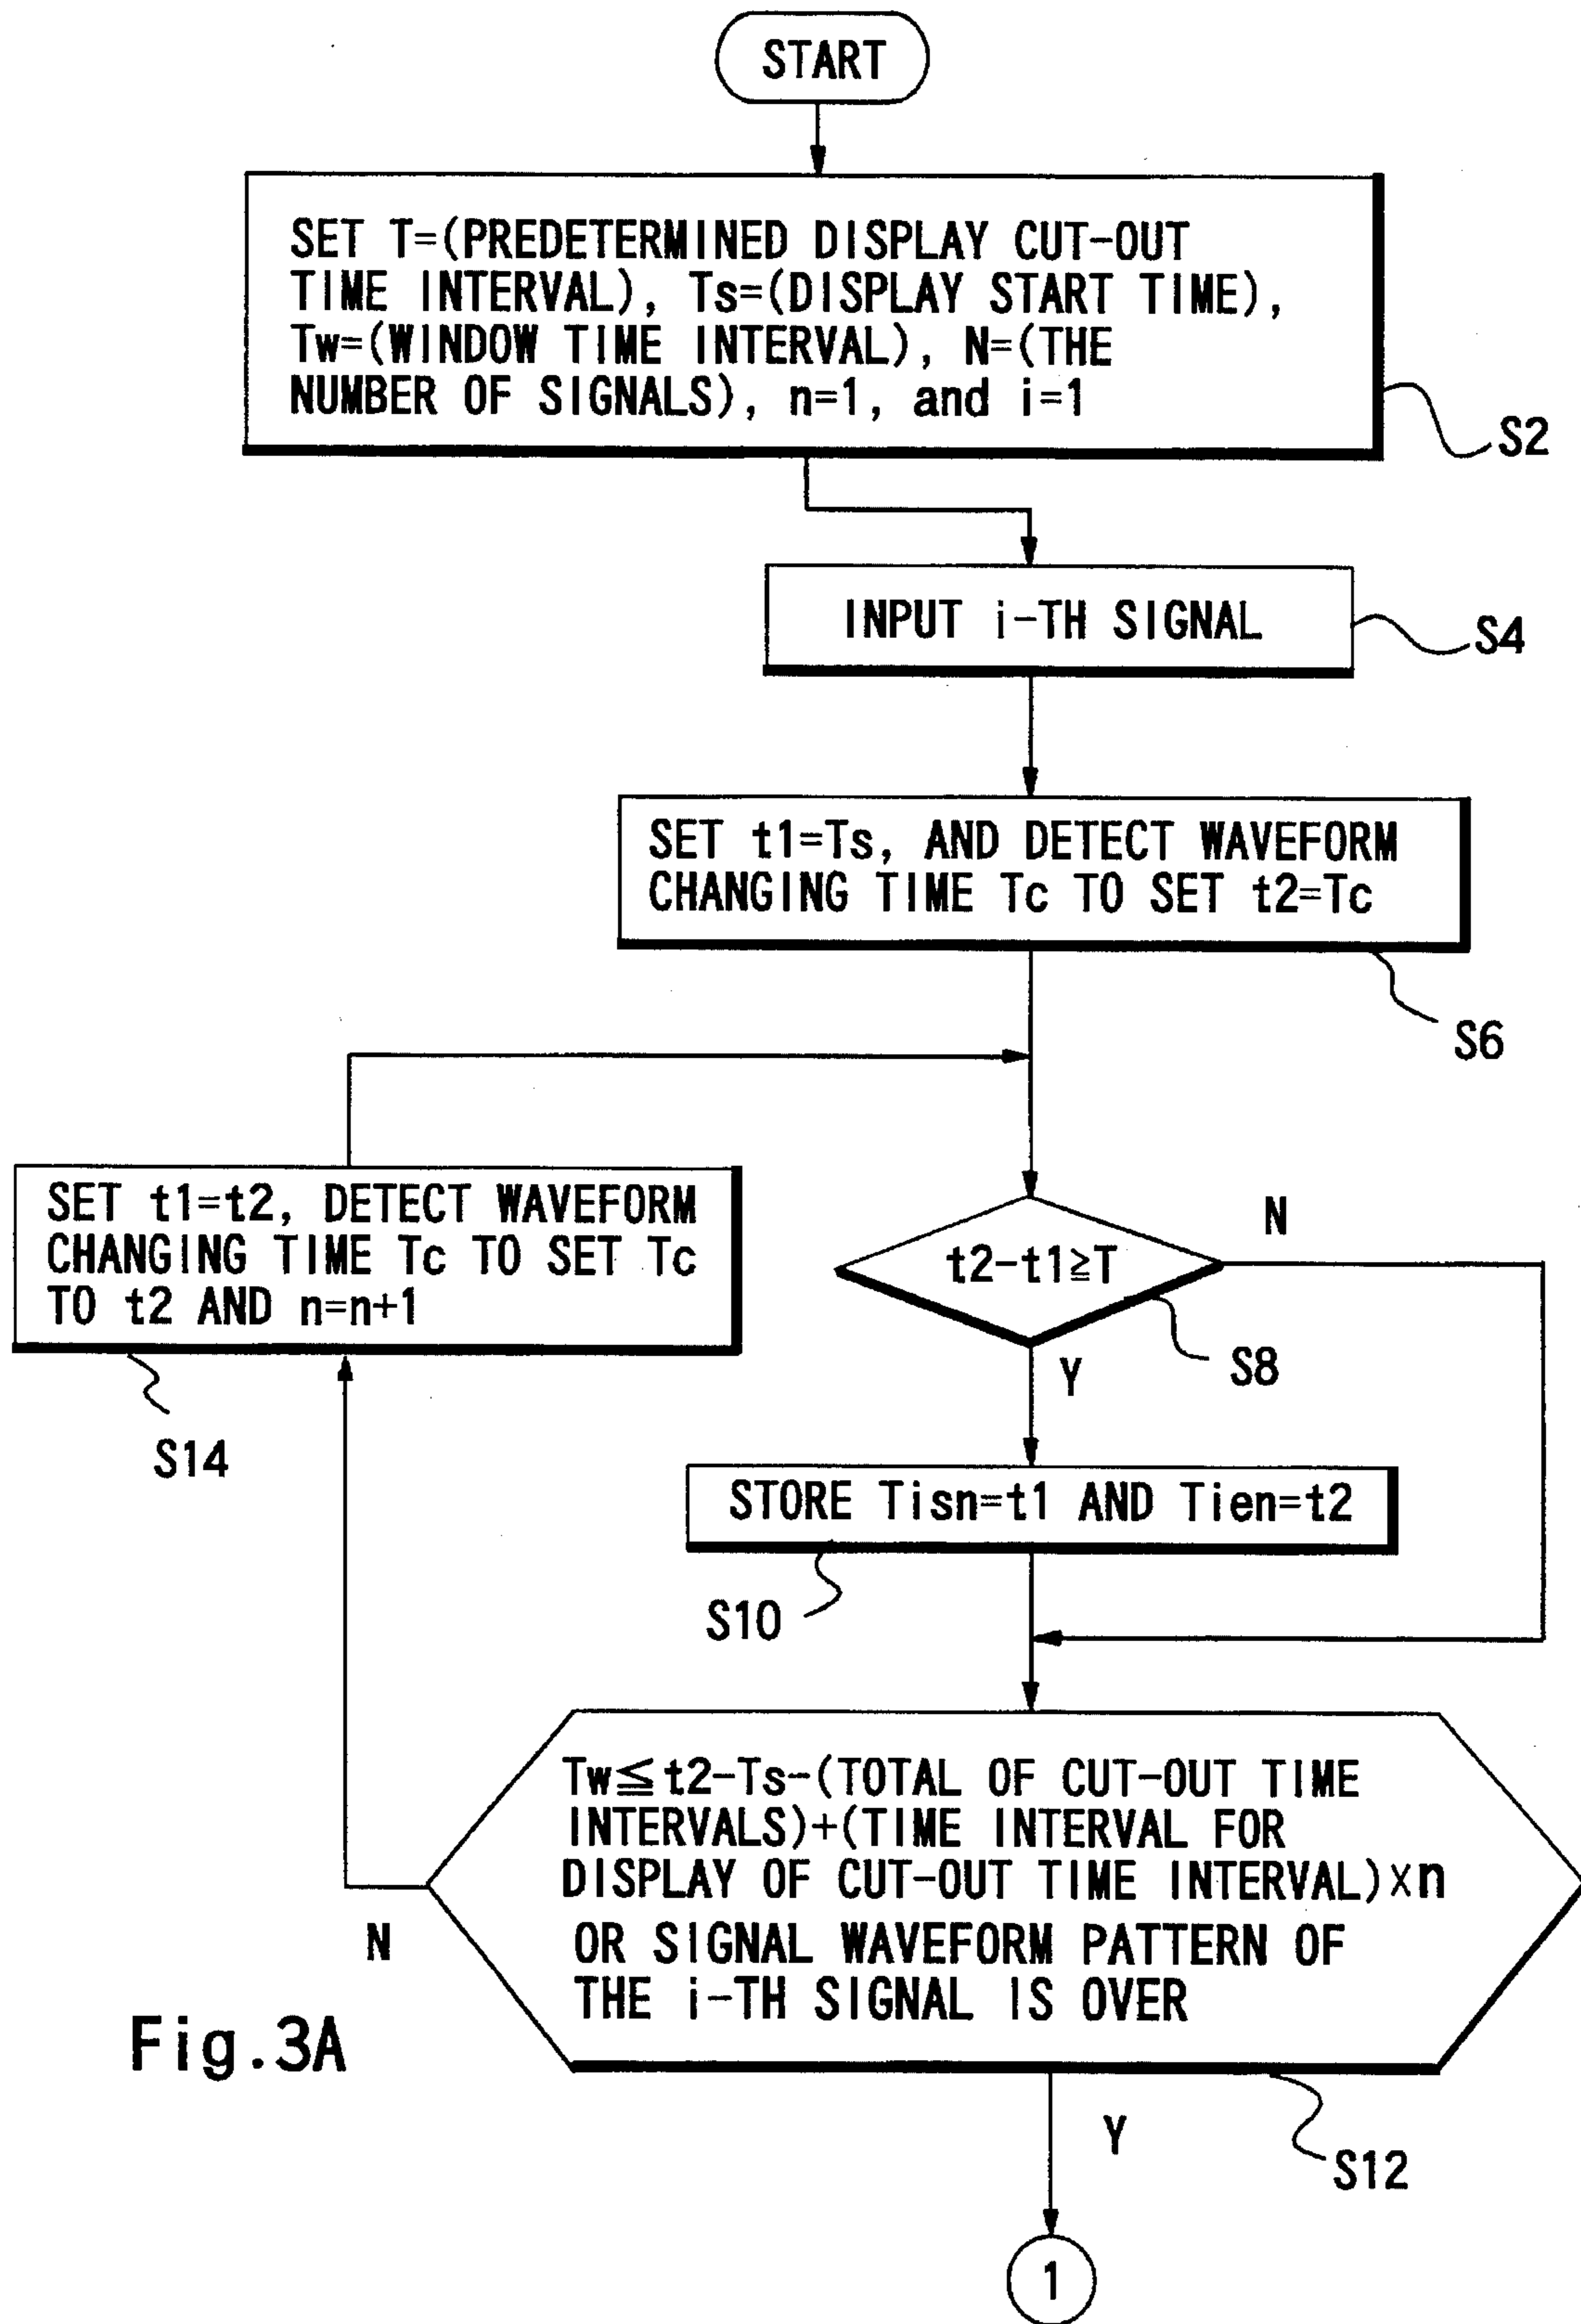 START
SET T=(PREDETERMINED DISPLAY CUT-OUT
TIME INTERVAL), Ts=(DISPLAY START TIME),
Tw=(WINDOW TIME INTERVAL), N=(THE
NUMBER OF SIGNALS), n=1, and i=1
S2
INPUT i-TH SIGNAL
S4
SET t1=Ts, AND DETECT WAVEFORM
CHANGING TIME Tc TO SET t2=Tc
S6
SET t1=t2, DETECT WAVEFORM
CHANGING TIME Tc TO SET Tc
TO t2 AND n=n+1
S14
t2-t1≧T
N
S8
Y
STORE Tisn=t1 AND Tien=t2
S10
Tw≦t2-Ts-(TOTAL OF CUT-OUT TIME
INTERVALS)+(TIME INTERVAL FOR
DISPLAY OF CUT-OUT TIME INTERVAL)×n
OR SIGNAL WAVEFORM PATTERN OF
THE i-TH SIGNAL IS OVER
N
Fig.3A
Y
S12
1